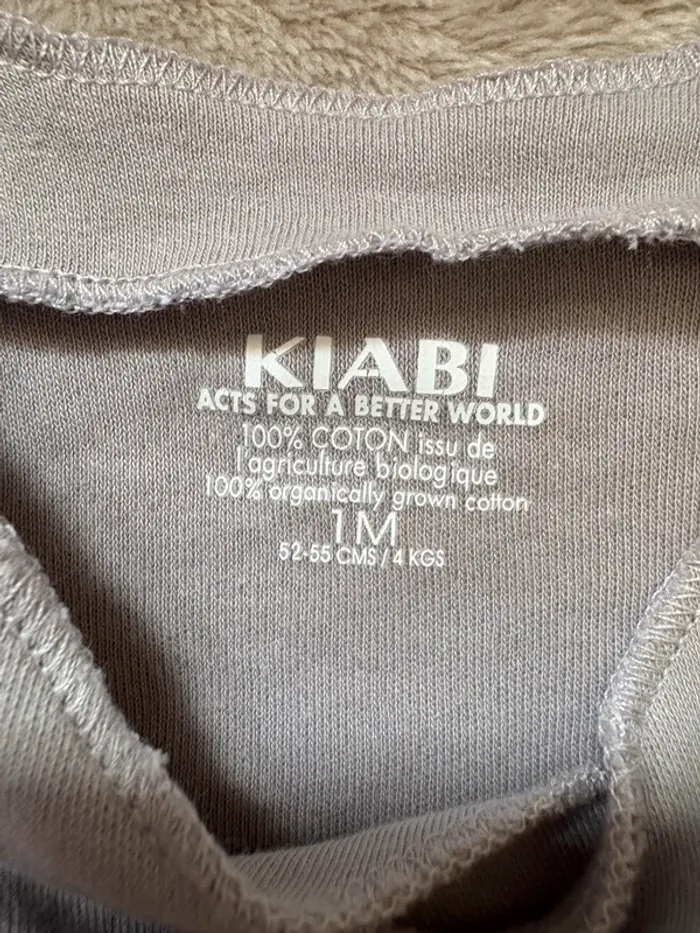 KIABI
ACTS FOR A BETTER WORLD
100% COTON issu de
l'agriculture biologique
100% organically grown cotton
1M
52-55 CMS / 4 KGS